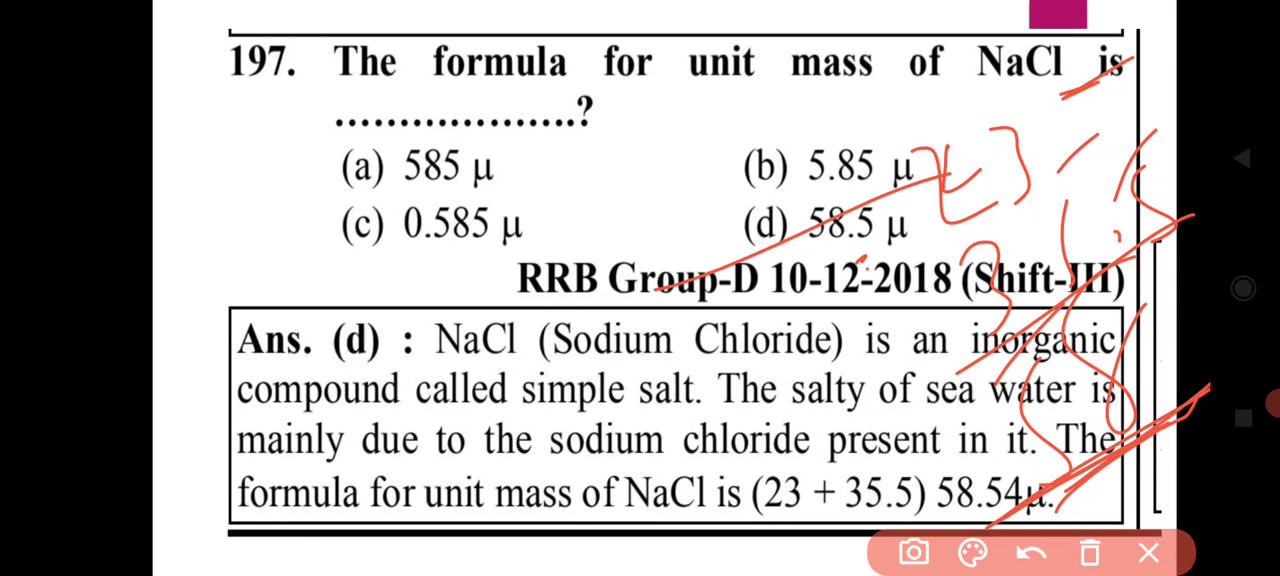 197. The formula for unit mass of NaCl is
....................?
(a) 585 μ (b) 5.85 μ
(c) 0.585 μ (d) 58.5 μ
RRB Group-D 10-12-2018 (Shift-III)
Ans. (d) : NaCl (Sodium Chloride) is an inorganic
compound called simple salt. The salty of sea water is
mainly due to the sodium chloride present in it. The
formula for unit mass of NaCl is (23 + 35.5) 58.54μ.